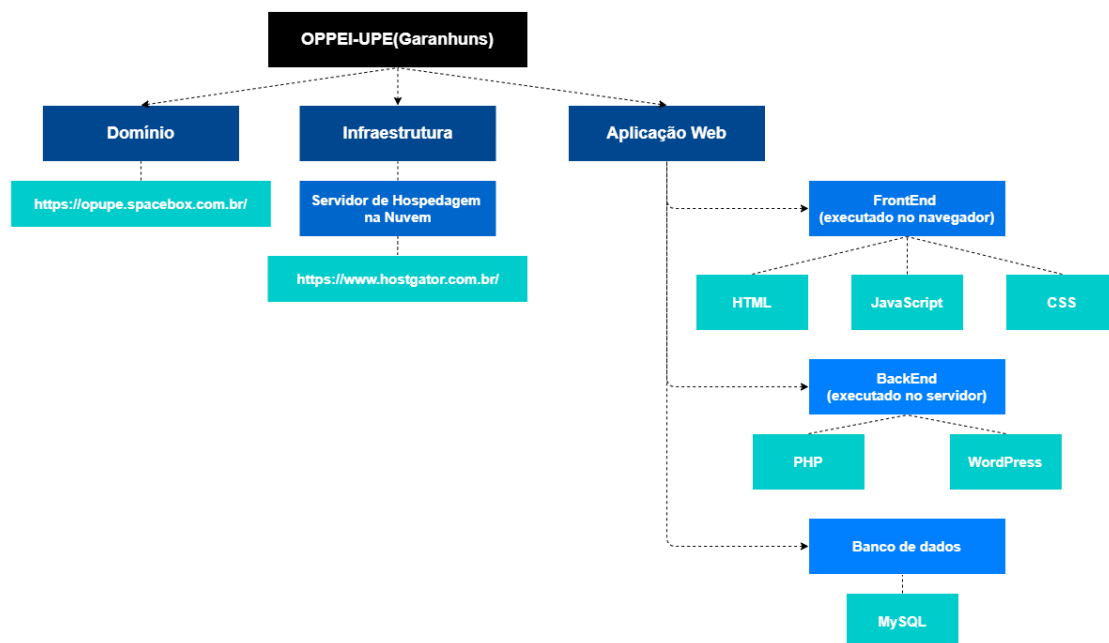 OPPEI-UPE(Garanhuns)
Domínio
Infraestrutura
Aplicação Web
https://opupe.spacebox.com.br/
Servidor de Hospedagem
na Nuvem
https://www.hostgator.com.br/
FrontEnd
(executado no navegador)
HTML
JavaScript
CSS
BackEnd
(executado no servidor)
PHP
WordPress
Banco de dados
MySQL